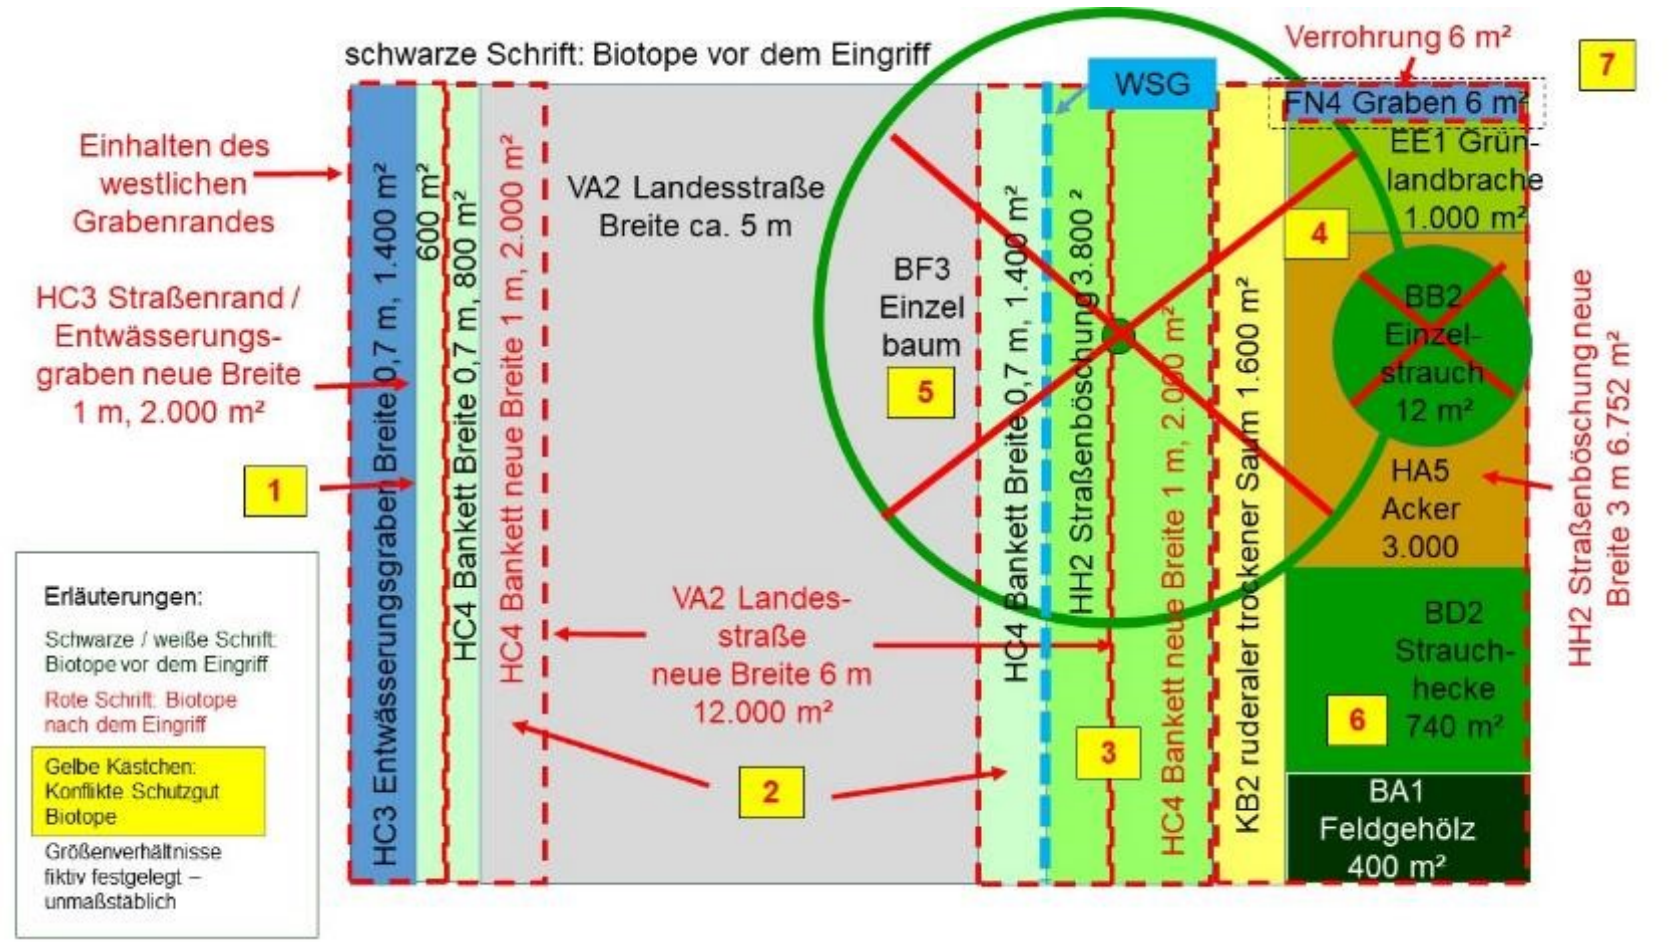 schwarze Schrift: Biotope vor dem Eingriff
Verrohrung 6 m²
7
WSG
FN4 Graben 6 m²
Einhalten des
westlichen
Grabenrandes
HC3 Straßenrand /
Entwässerungs-
graben neue Breite
1 m, 2.000 m²
1
HC3 Entwässerungsgraben Breite 0,7 m, 1.400 m²
600 m²
HC4 Bankett Breite 0,7 m, 800 m²
HC4 Bankett neue Breite 1 m, 2.000 m²
VA2 Landesstraße
Breite ca. 5 m
BF3
Einzel
baum
5
VA2 Landes-
straße
neue Breite 6 m
12.000 m²
2
HC4 Bankett Breite 0,7 m, 1.400 m²
HH2 Straßenböschung 3.800 ²
3
HC4 Bankett neue Breite 1 m, 2.000 m²
KB2 ruderaler trockener Saum 1.600 m²
EE1 Grün-
landbrache
1.000 m²
4
BB2
Einzel-
strauch
12 m²
HA5
Acker
3.000
BD2
Strauch-
hecke
740 m²
6
BA1
Feldgehölz
400 m²
HH2 Straßenböschung neue
Breite 3 m 6.752 m²
Erläuterungen:
Schwarze / weiße Schrift:
Biotope vor dem Eingriff
Rote Schrift: Biotope
nach dem Eingriff
Gelbe Kästchen:
Konflikte Schutzgut
Biotope
Größenverhältnisse
fiktiv festgelegt –
unmaßstäblich